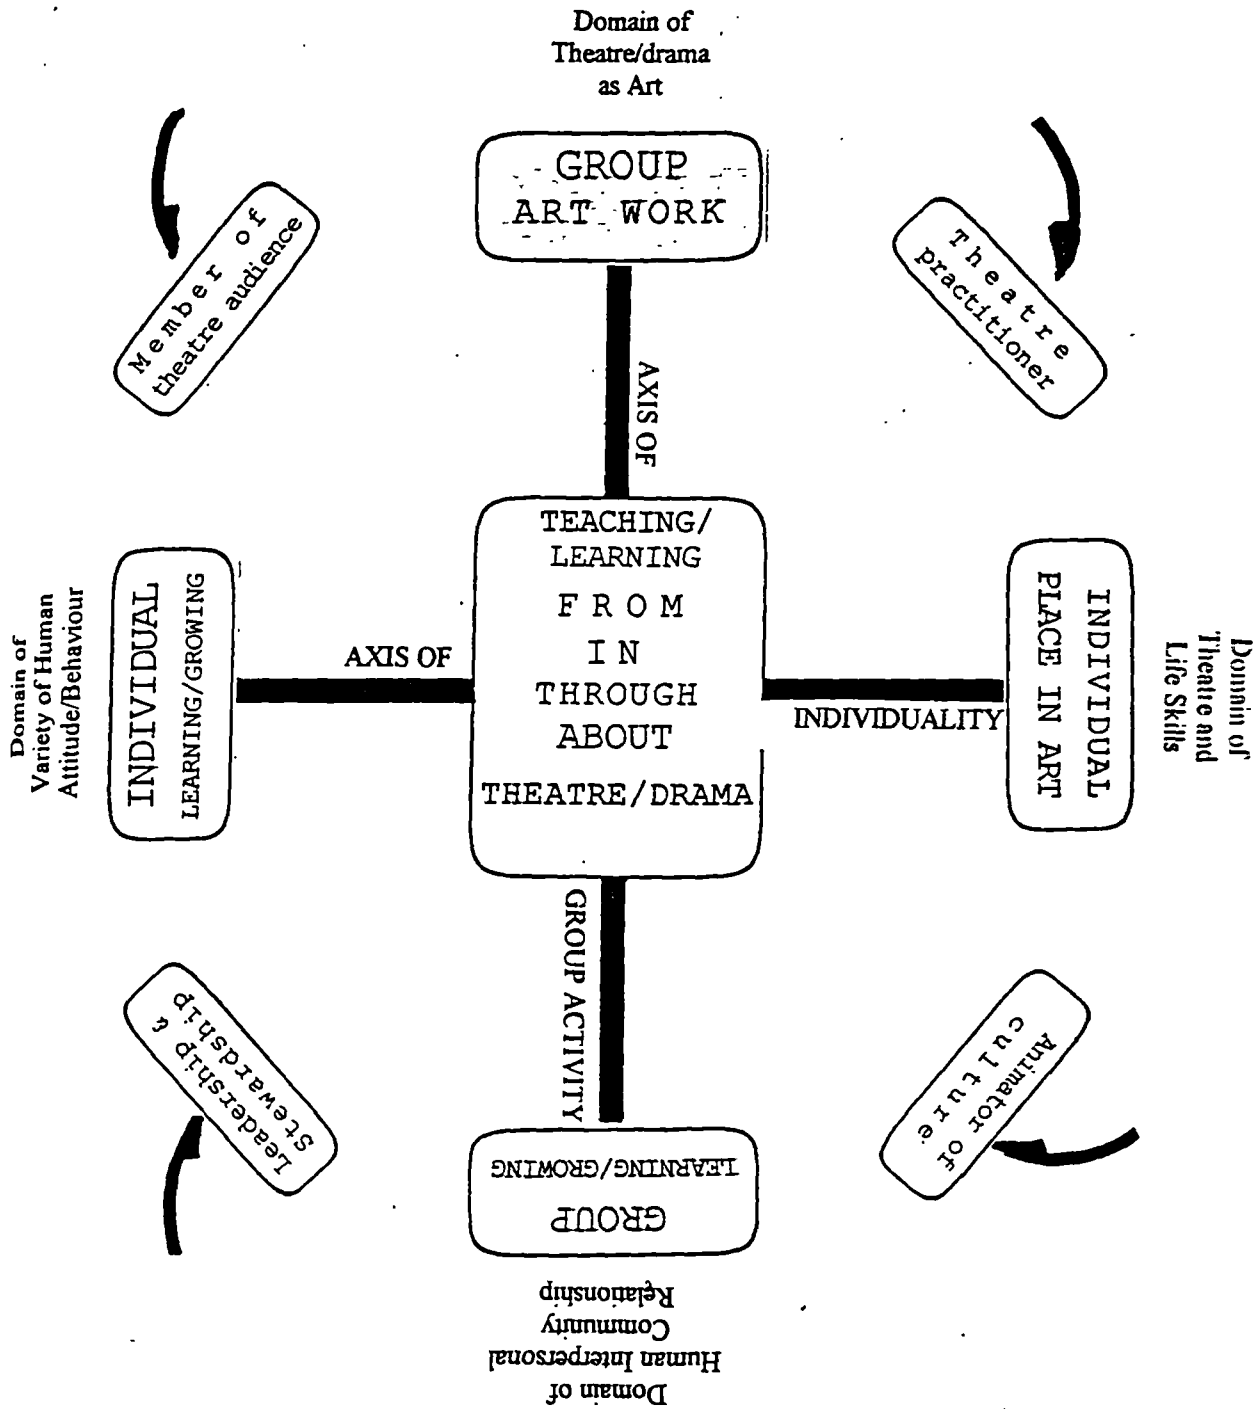 Domain of
Theatre/drama
as Art
GROUP
ART WORK
Member of
theatre audience
Theatre
practitioner
AXIS OF
TEACHING/
LEARNING
FROM
IN
THROUGH
ABOUT
THEATRE/DRAMA
Domain of
Variety of Human
Attitude/Behaviour
INDIVIDUAL
LEARNING/GROWING
AXIS OF
INDIVIDUALITY
INDIVIDUAL
PLACE IN ART
Domain of
Theatre and
Life Skills
GROUP ACTIVITY
Leadership &
Stewardship
Animator of
culture
GROUP
LEARNING/GROWING
Domain of
Human Interpersonal
Community
Relationship